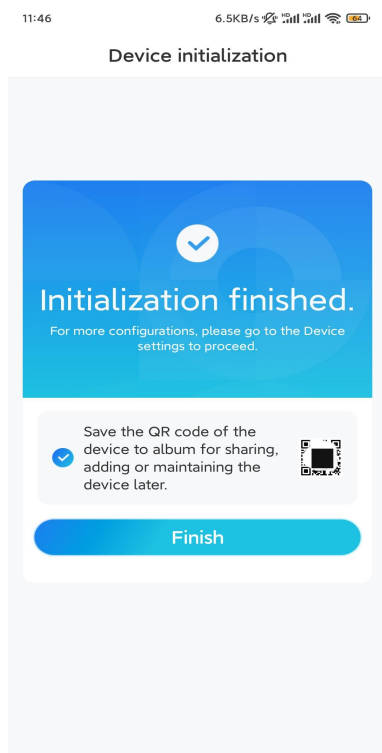 11:46
6.5KB/s HD HD 64
Device initialization
Initialization finished.
For more configurations, please go to the Device
settings to proceed.
Save the QR code of the
device to album for sharing,
adding or maintaining the
device later.
Finish